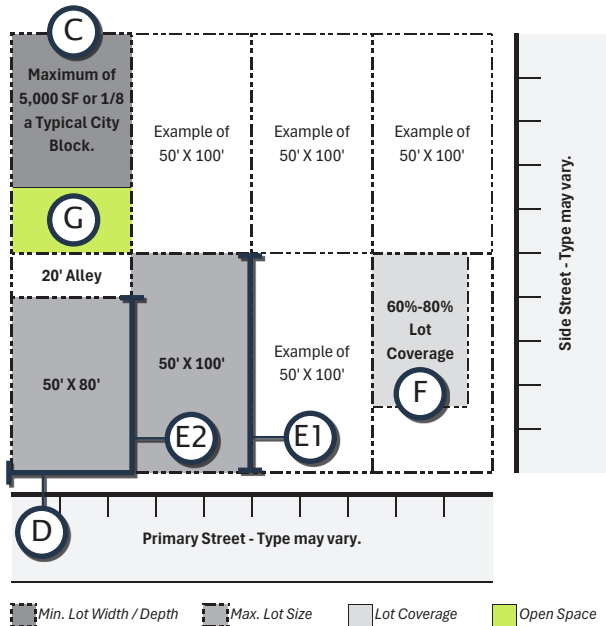 C
Maximum of
5,000 SF or 1/8
a Typical City
Block.
Example of
50' X 100'
Example of
50' X 100'
Example of
50' X 100'
G
20' Alley
50' X 80'
50' X 100'
Example of
50' X 100'
60%-80%
Lot
Coverage
F
E2
E1
D
Side Street - Type may vary.
Primary Street - Type may vary.
Min. Lot Width / Depth
Max. Lot Size
Lot Coverage
Open Space